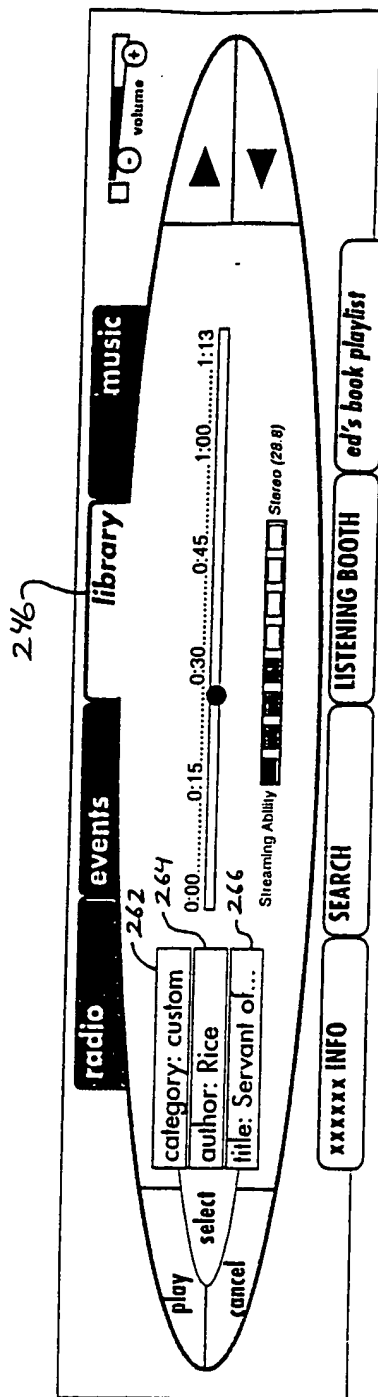 246
radio
events
library
music
volume
262
264
266
category: custom
author: Rice
title: Servant of...
0:00 0:15 0:30 0:45 1:00 1:13
Streaming Ability
Stereo (28.8)
play
select
cancel
xxxxxx INFO
SEARCH
LISTENING BOOTH
ed's book playlist